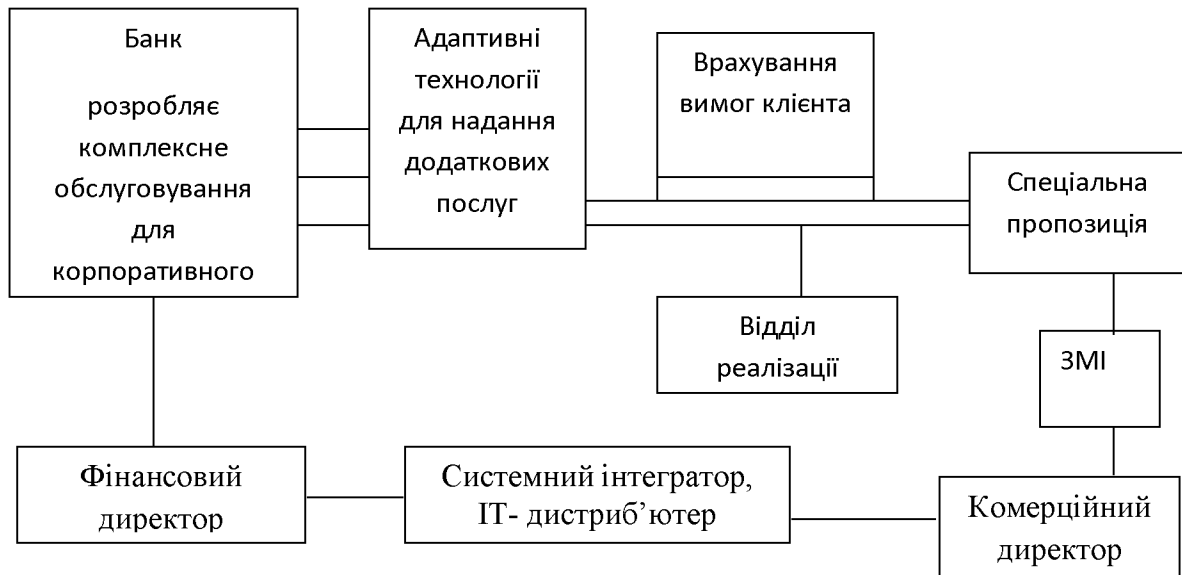 Банк
розробляє
комплексне
обслуговування
для
корпоративного
Адаптивні
технології
для надання
додаткових
послуг
Врахування
вимог клієнта
Спеціальна
пропозиція
Відділ
реалізації
ЗМІ
Фінансовий
директор
Системний інтегратор,
ІТ- дистриб’ютер
Комерційний
директор